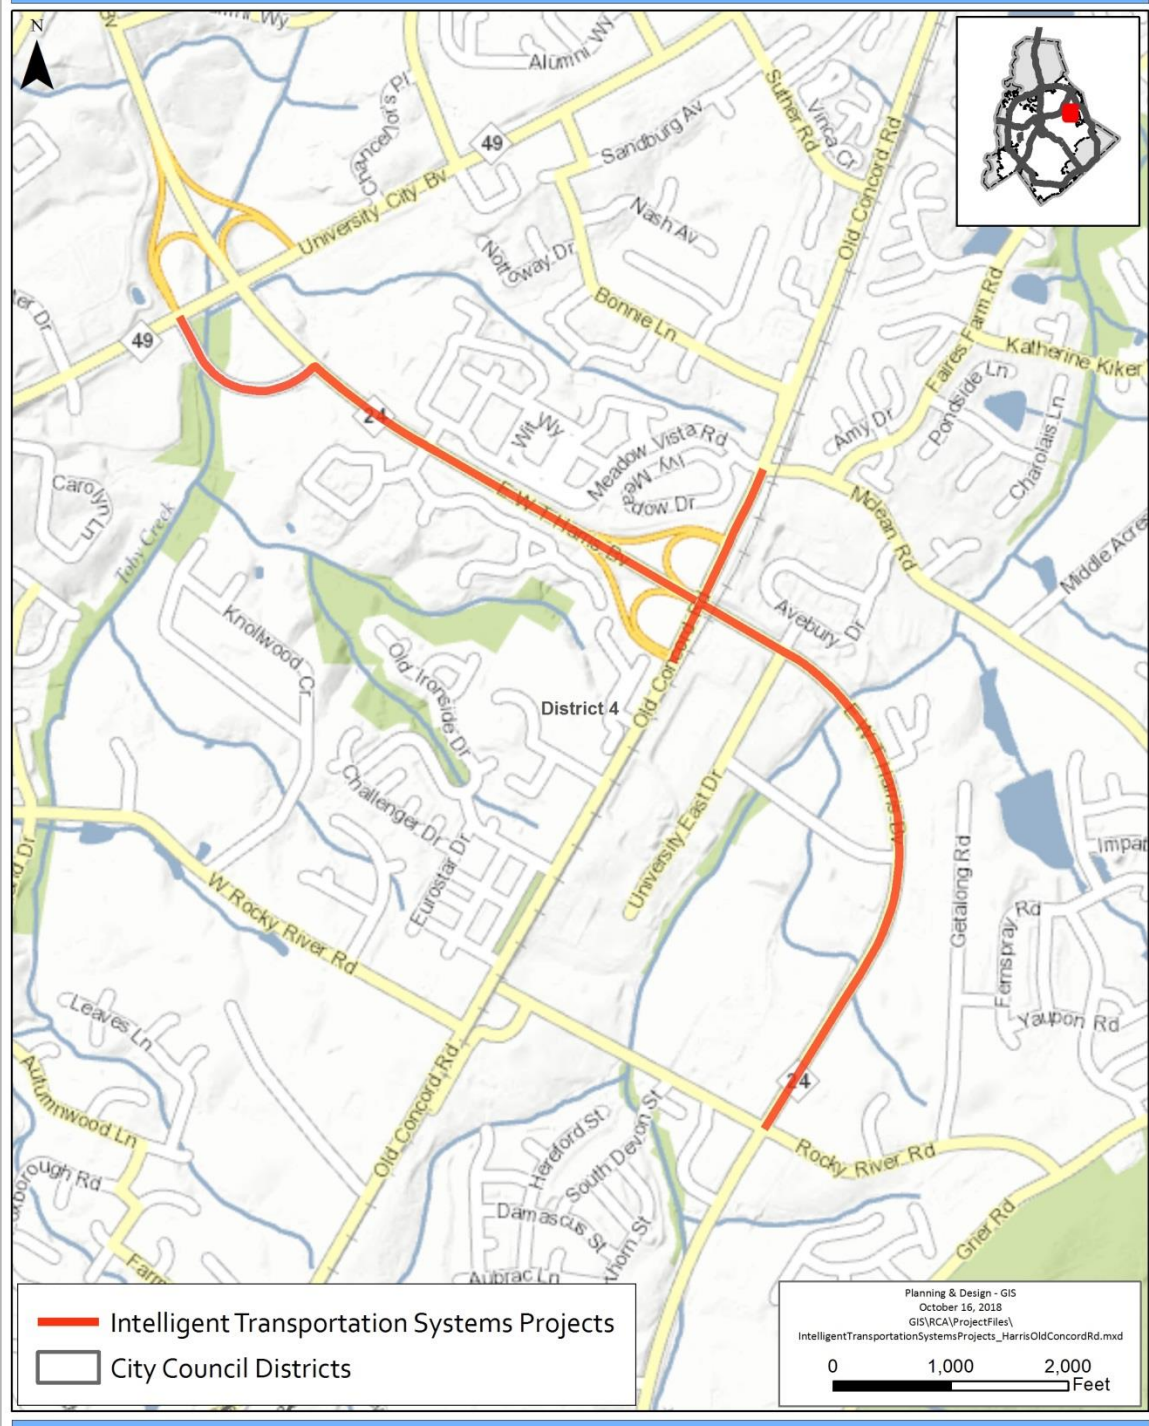 N
Alumni Wy
Chancellor's Pl
49
Sandburg Av
Suther Rd
Vinca Cr
Old Concord Rd
University City Bv
Nash Av
Nottoway Dr
Bonnie Ln
Faires Farm Rd
49
Katherine Kiker
Pondside Ln
Amy Dr
Charolais Ln
24
Wit Wy
Meadow Vista Rd
Ivy Meadow Dr
Carolyn Ln
Toby Creek
E W T Harris Bv
Mclean Rd
Middle Acres
Avebury Dr
Knollwood Cr
Old Ironside Dr
District 4
Old Concord Rd
E W T Harris Bv
Challenger Dr
Eurostar Dr
University East Dr
Getalong Rd
W Rocky River Rd
Fernspray Rd
Yaupon Rd
Leaves Ln
Autumnwood Ln
Old Concord Rd
24
Hereford St
South Devon St
Rocky River Rd
Damascus St
Grier Rd
Aubrac Ln
Intelligent Transportation Systems Projects
City Council Districts
Planning & Design - GIS
October 16, 2018
GIS\RCA\ProjectFiles\
IntelligentTransportationSystemsProjects_HarrisOldConcordRd.mxd
0 1,000 2,000
Feet